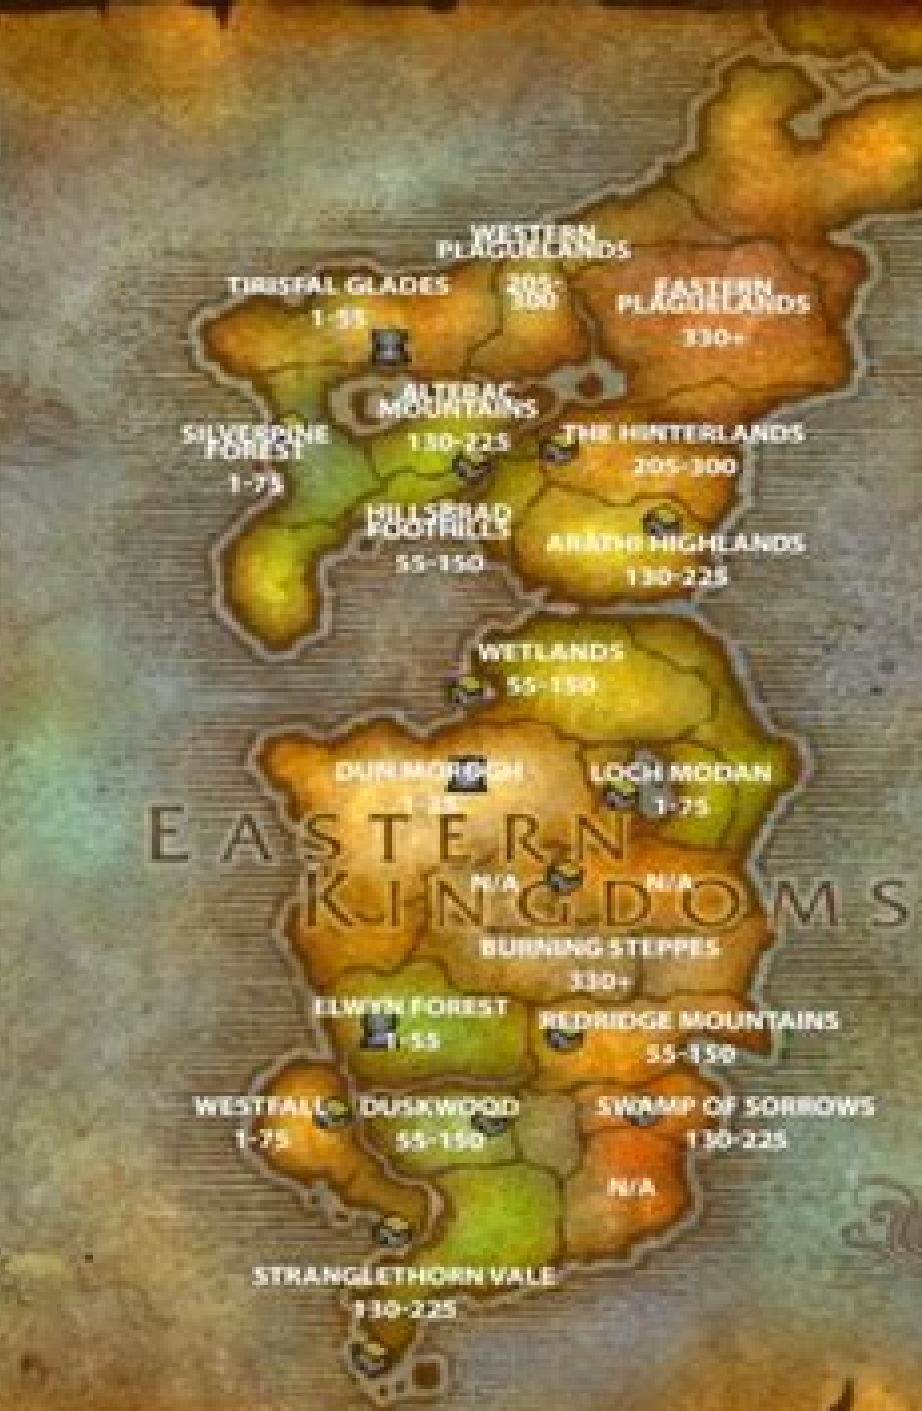 WESTERN
PLAGUELANDS
205-
300
TIRISFAL GLADES
1-55
EASTERN
PLAGUELANDS
330+
ALTERAC
MOUNTAINS
130-225
SILVERPINE
FOREST
1-75
THE HINTERLANDS
205-300
HILLSBRAD
FOOTHILLS
55-150
ARATHI HIGHLANDS
130-225
WETLANDS
55-150
DUN MOROGH
LOCH MODAN
1-75
EASTERN
KINGDOMS
N/A
N/A
BURNING STEPPES
330+
ELWYN FOREST
1-55
REDRIDGE MOUNTAINS
55-150
WESTFALL
1-75
DUSKWOOD
55-150
SWAMP OF SORROWS
130-225
N/A
STRANGLETHORN VALE
130-225